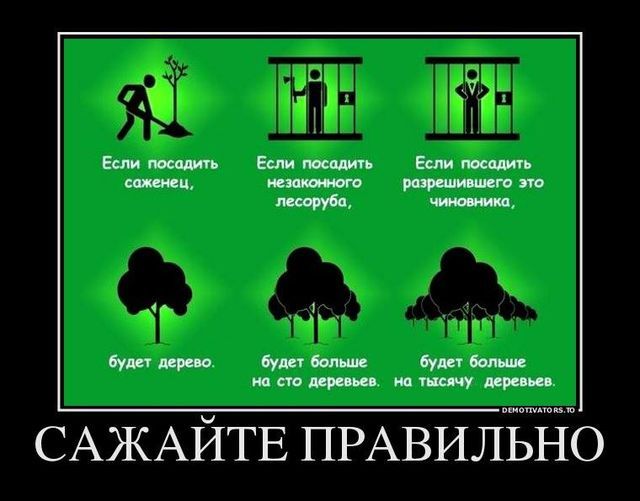 Если посадить
саженец,
Если посадить
незаконного
лесоруба,
Если посадить
разрешившего это
чиновника,
будет дерево.
будет больше
на сто деревьев.
будет больше
на тысячу деревьев.
DEMOTIVATORS.TO
САЖАЙТЕ ПРАВИЛЬНО